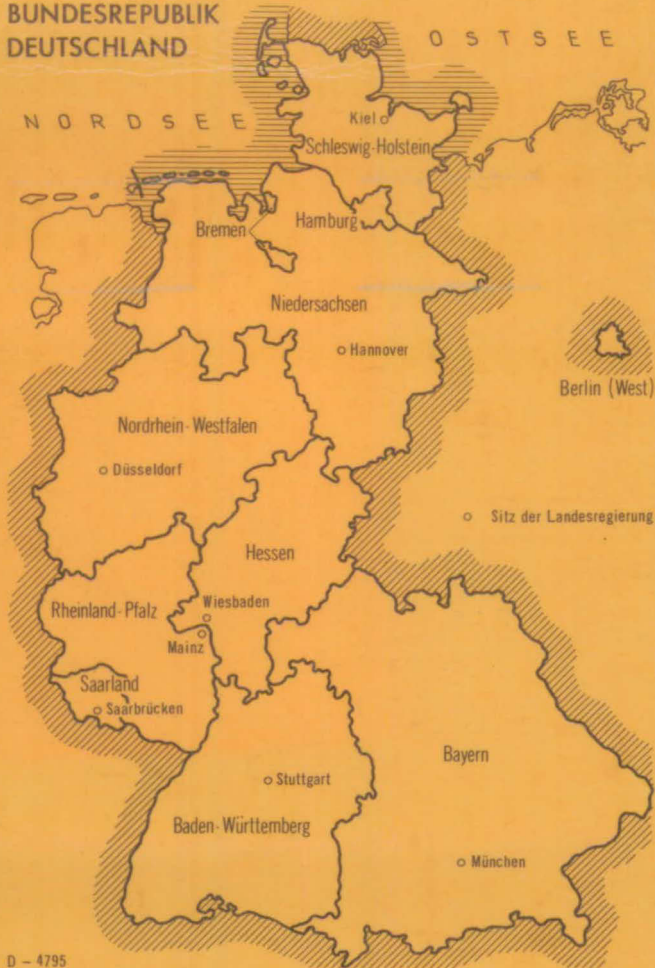 BUNDESREPUBLIK
DEUTSCHLAND
OSTSEE
NORDSEE
Kiel
Schleswig-Holstein
Hamburg
Bremen
Niedersachsen
Hannover
Berlin (West)
Nordrhein-Westfalen
Düsseldorf
Sitz der Landesregierung
Hessen
Rheinland-Pfalz
Wiesbaden
Mainz
Saarland
Saarbrücken
Bayern
Stuttgart
Baden-Württemberg
München
D – 4795